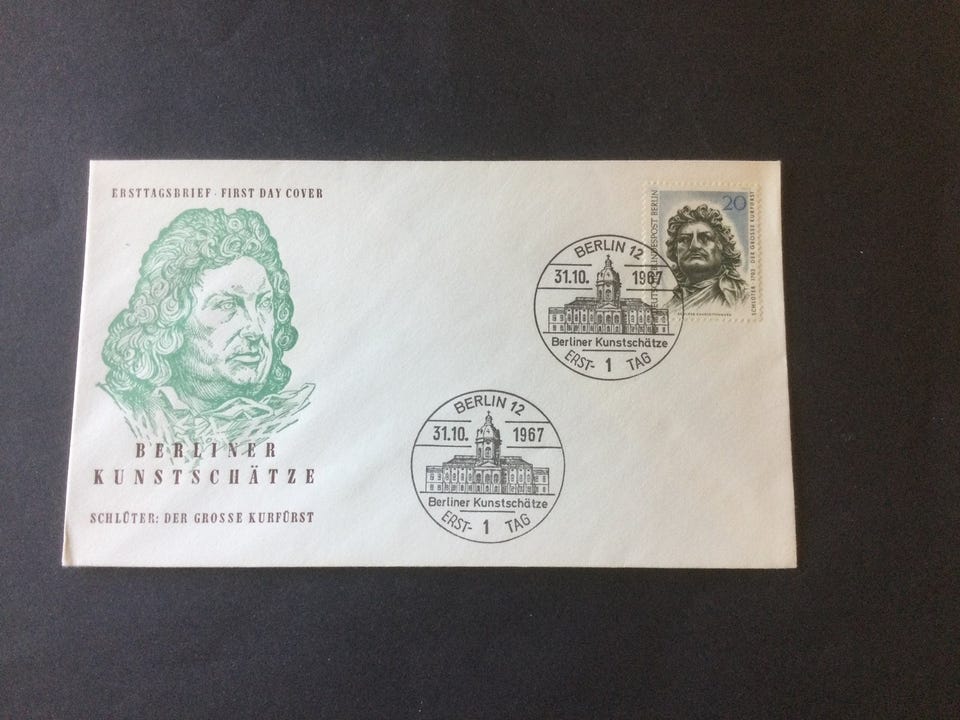 ERSTTAGSBRIEF · FIRST DAY COVER
BERLINER
KUNSTSCHÄTZE
SCHLÜTER: DER GROSSE KURFÜRST
20
DEUTSCHE BUNDESPOST BERLIN
SCHLÜTER 1703 DER GROSSE KURFÜRST
BERLIN 12
31.10. 1967
Berliner Kunstschätze
ERST- 1 TAG
BERLIN 12
31.10. 1967
Berliner Kunstschätze
ERST- 1 TAG